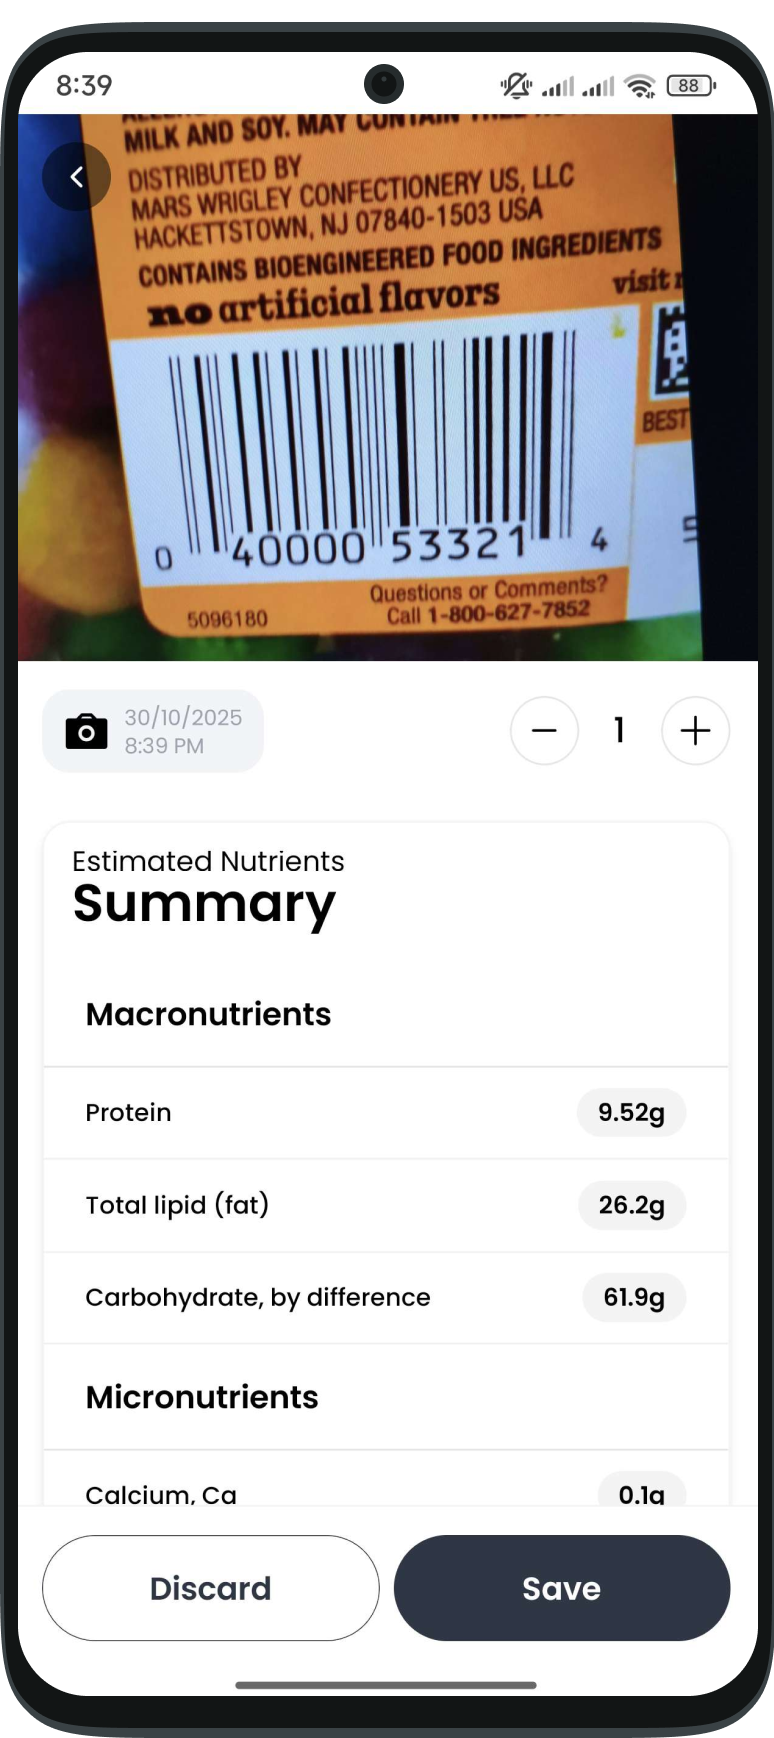 8:39
88
MILK AND SOY. MAY CONTAIN
DISTRIBUTED BY
MARS WRIGLEY CONFECTIONERY US, LLC
HACKETTSTOWN, NJ 07840-1503 USA
CONTAINS BIOENGINEERED FOOD INGREDIENTS
no artificial flavors
visit
BEST
0 40000 53321 4
Questions or Comments?
5096180
Call 1-800-627-7852
30/10/2025
8:39 PM
1
Estimated Nutrients
Summary
Macronutrients
Protein 9.52g
Total lipid (fat) 26.2g
Carbohydrate, by difference 61.9g
Micronutrients
Calcium, Ca 0.1g
Discard
Save